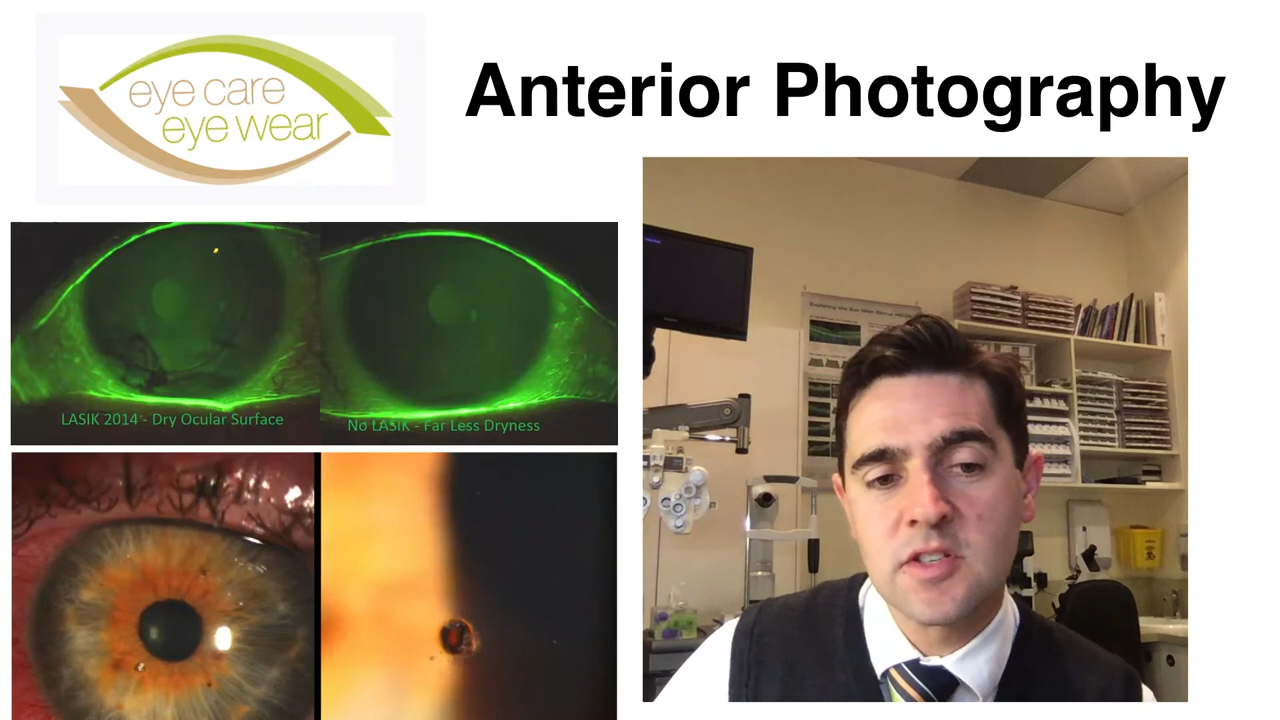 eye care
eye wear
Anterior Photography
LASIK 2014 - Dry Ocular Surface
No LASIK - Far Less Dryness